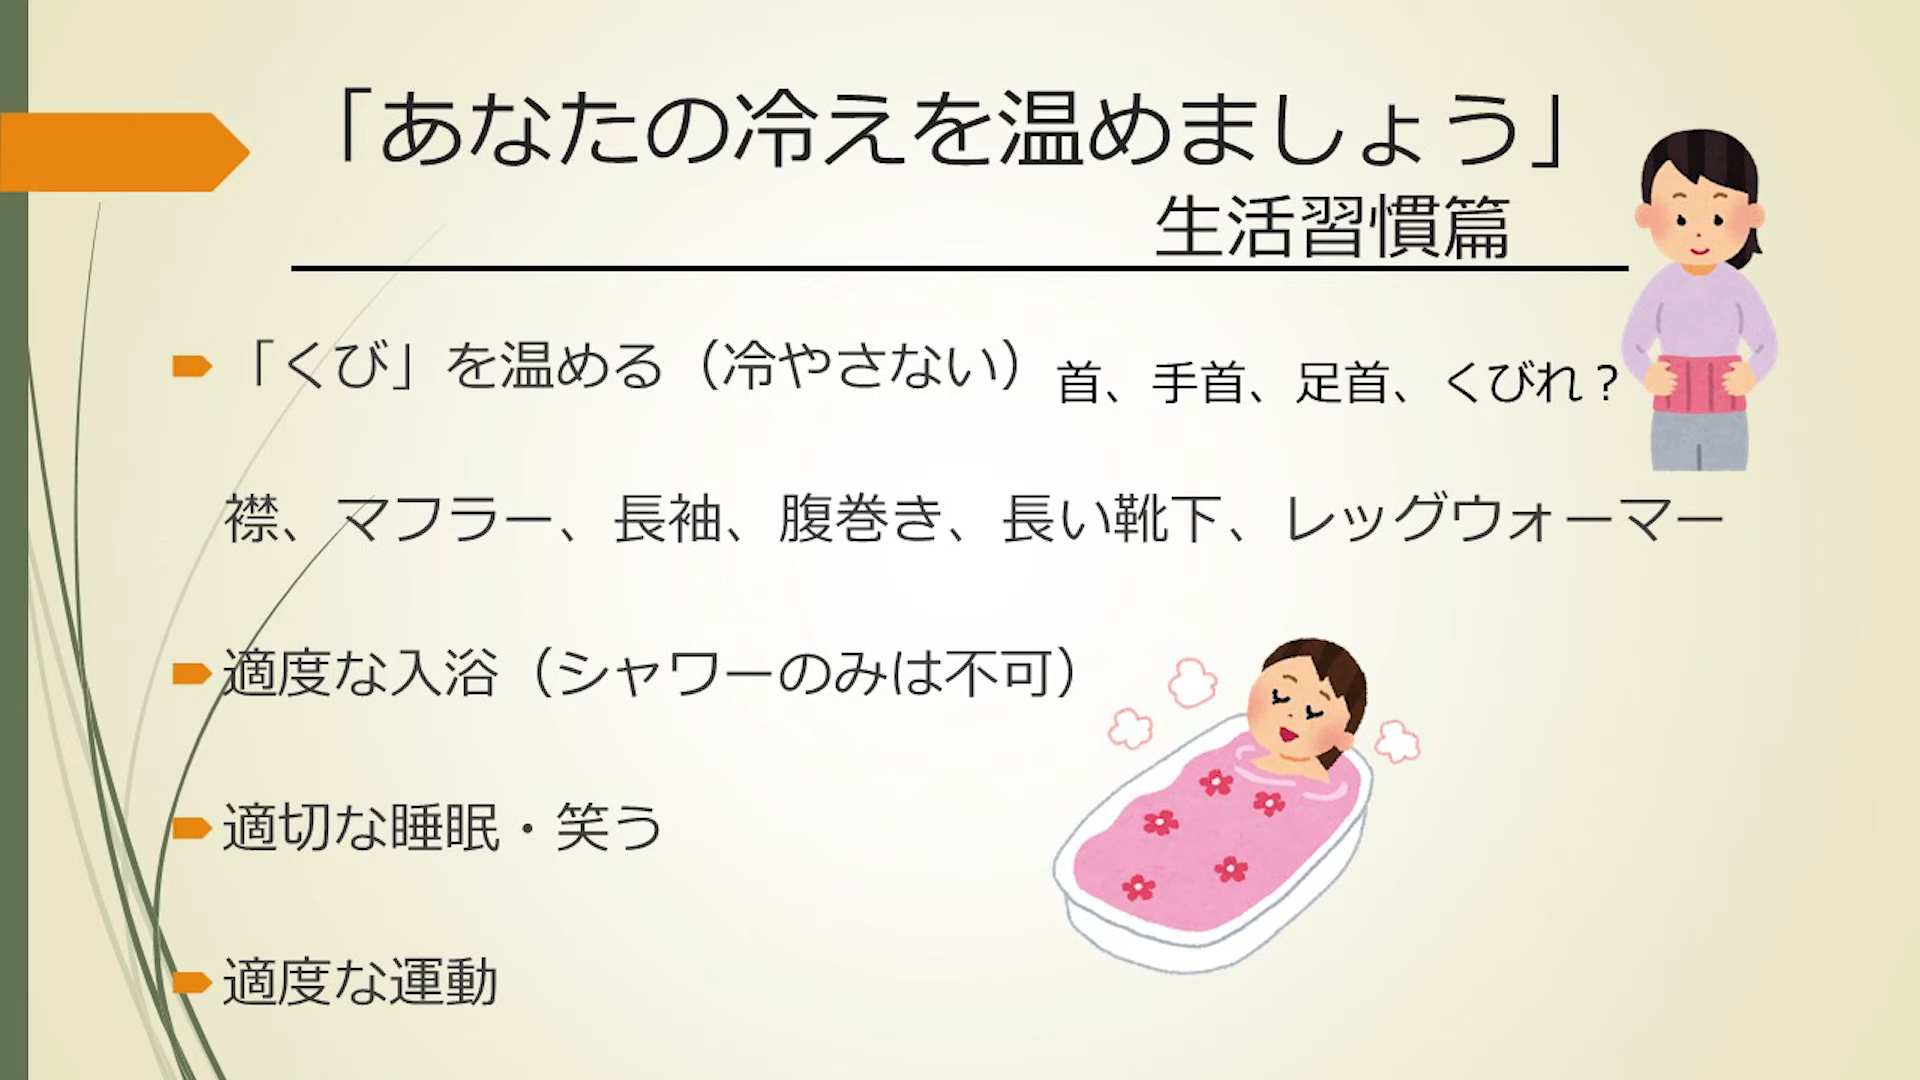 「あなたの冷えを温めましょう」
生活習慣篇
「くび」を温める（冷やさない）首、手首、足首、くびれ？
襟、マフラー、長袖、腹巻き、長い靴下、レッグウォーマー
適度な入浴（シャワーのみは不可）
適切な睡眠・笑う
適度な運動